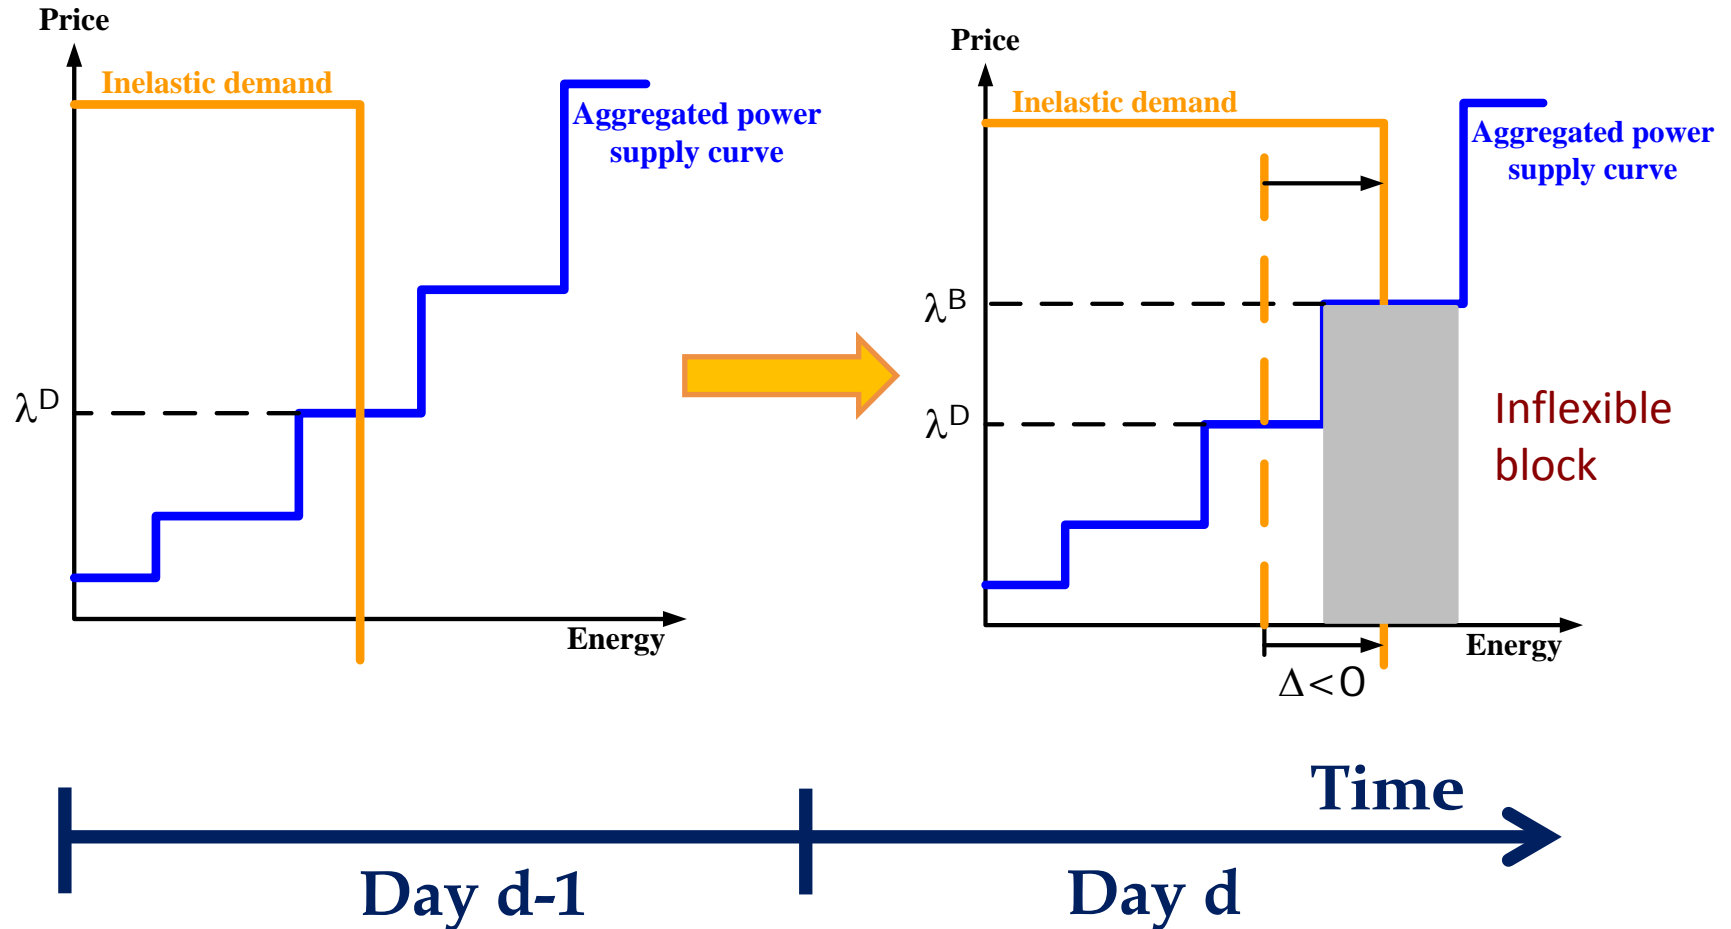 Price
Inelastic demand
Aggregated power
supply curve
λD
Energy
Price
Inelastic demand
Aggregated power
supply curve
λB
λD
Inflexible
block
Energy
Δ<0
Time
Day d-1
Day d